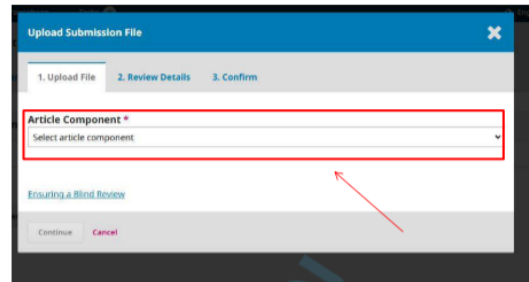 Upload Submission File
1. Upload File 2. Review Details 3. Confirm
Article Component *
Select article component
Ensuring a Blind Review
Continue Cancel